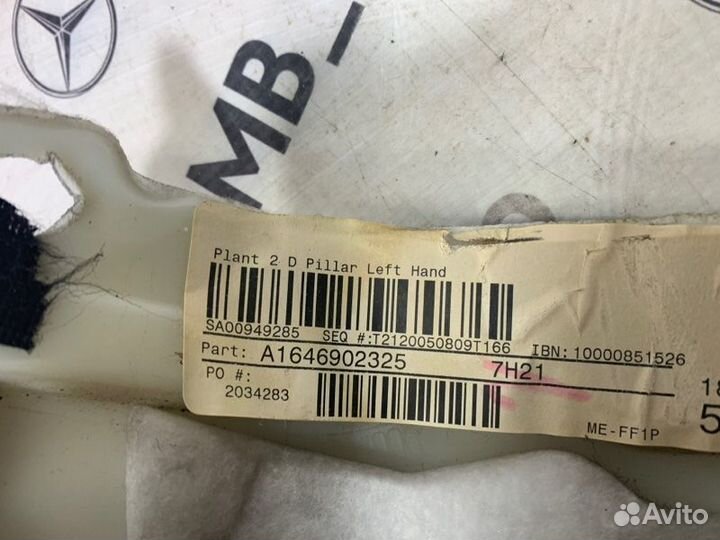 MB_
Plant 2 D Pillar Left Hand
SA00949285 SEQ #:T2120050809T166 IBN:10000851526
Part: A1646902325 7H21
PO #:
2034283
18
5
ME-FF1P
Avito